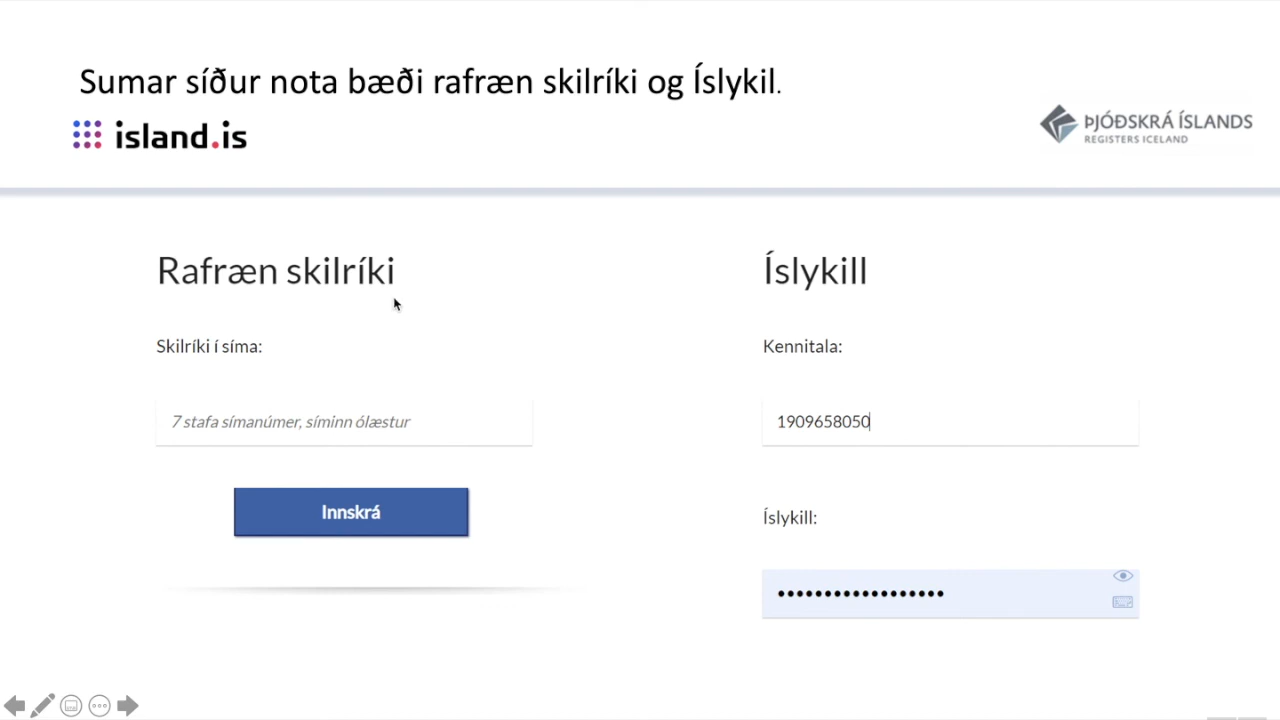 Sumar síður nota bæði rafræn skilríki og Íslykil.
island.is
ÞJÓÐSKRÁ ÍSLANDS
REGISTERS ICELAND
Rafræn skilríki
Skilríki í síma:
7 stafa símanúmer, síminn ólæstur
Innskrá
Íslykill
Kennitala:
1909658050
Íslykill:
••••••••••••••••••